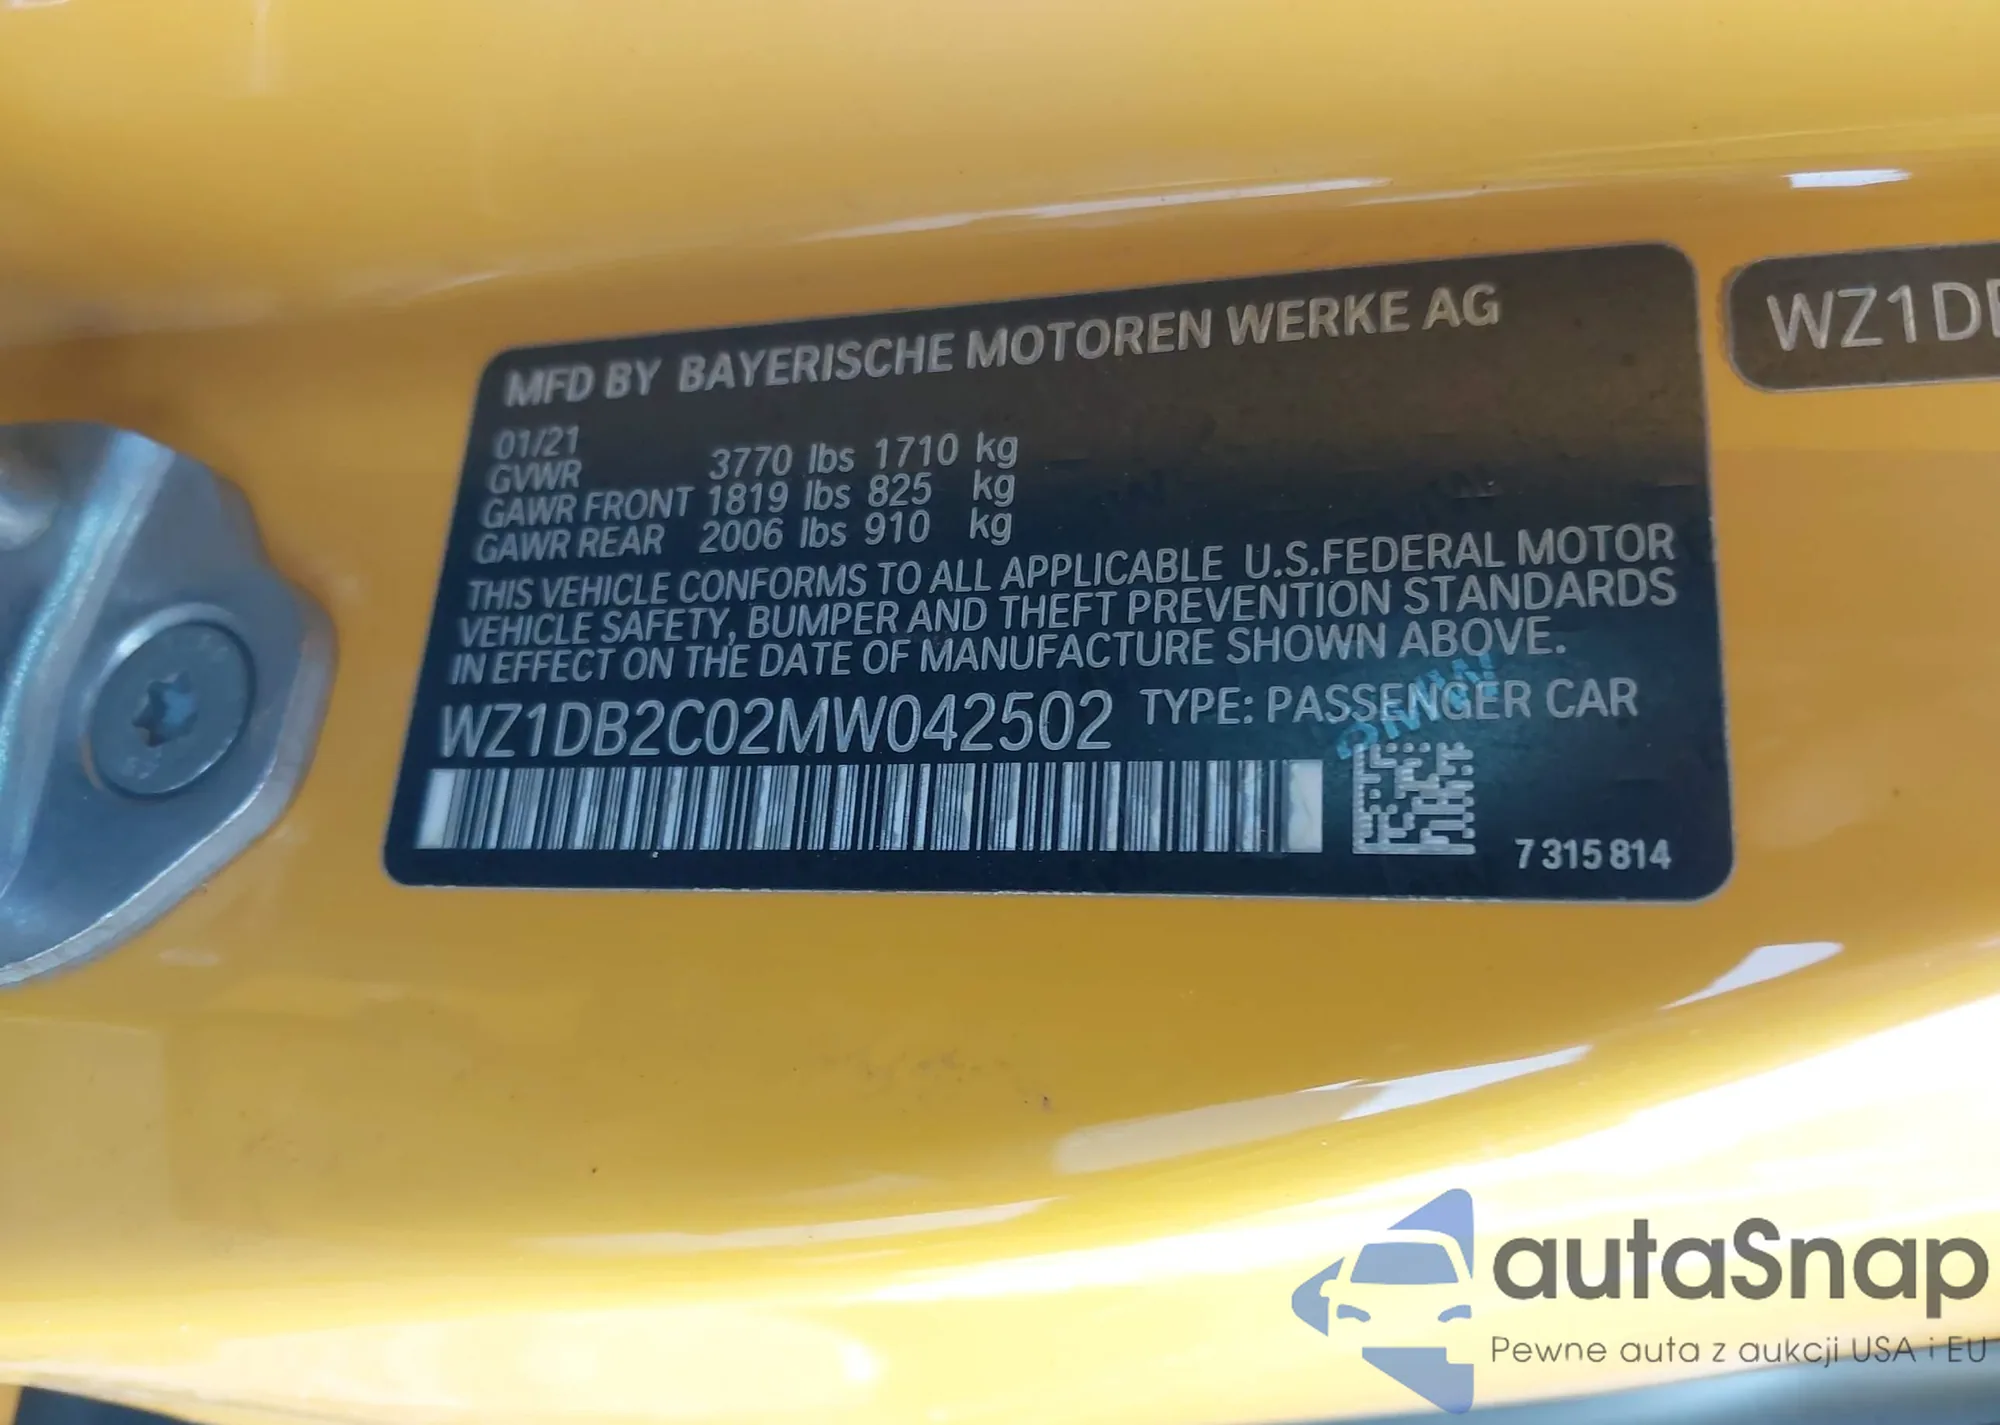 MFD BY BAYERISCHE MOTOREN WERKE AG
01/21
GVWR 3770 lbs 1710 kg
GAWR FRONT 1819 lbs 825 kg
GAWR REAR 2006 lbs 910 kg
THIS VEHICLE CONFORMS TO ALL APPLICABLE U.S.FEDERAL MOTOR
VEHICLE SAFETY, BUMPER AND THEFT PREVENTION STANDARDS
IN EFFECT ON THE DATE OF MANUFACTURE SHOWN ABOVE.
WZ1DB2C02MW042502 TYPE: PASSENGER CAR
7 315 814
WZ1D
autaSnap
Pewne auta z aukcji USA i EU